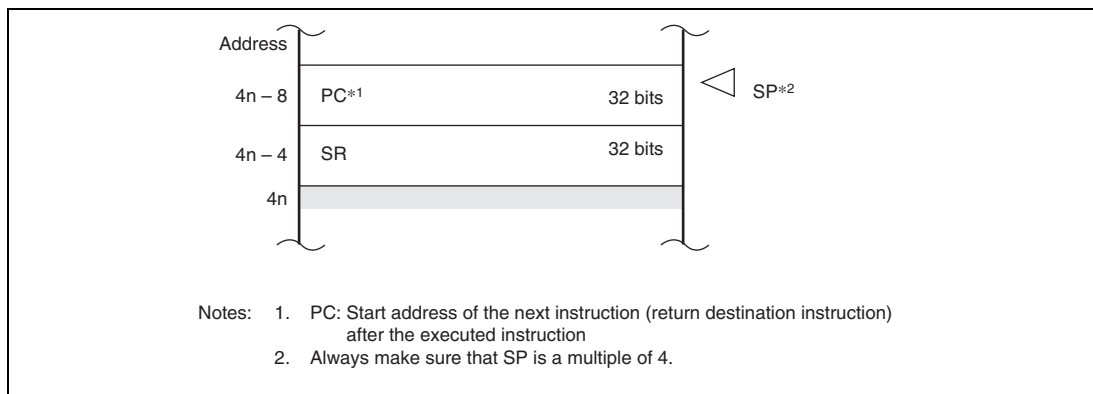 Address
4n – 8 PC*1 32 bits SP*2
4n – 4 SR 32 bits
4n
Notes: 1. PC: Start address of the next instruction (return destination instruction)
after the executed instruction
2. Always make sure that SP is a multiple of 4.